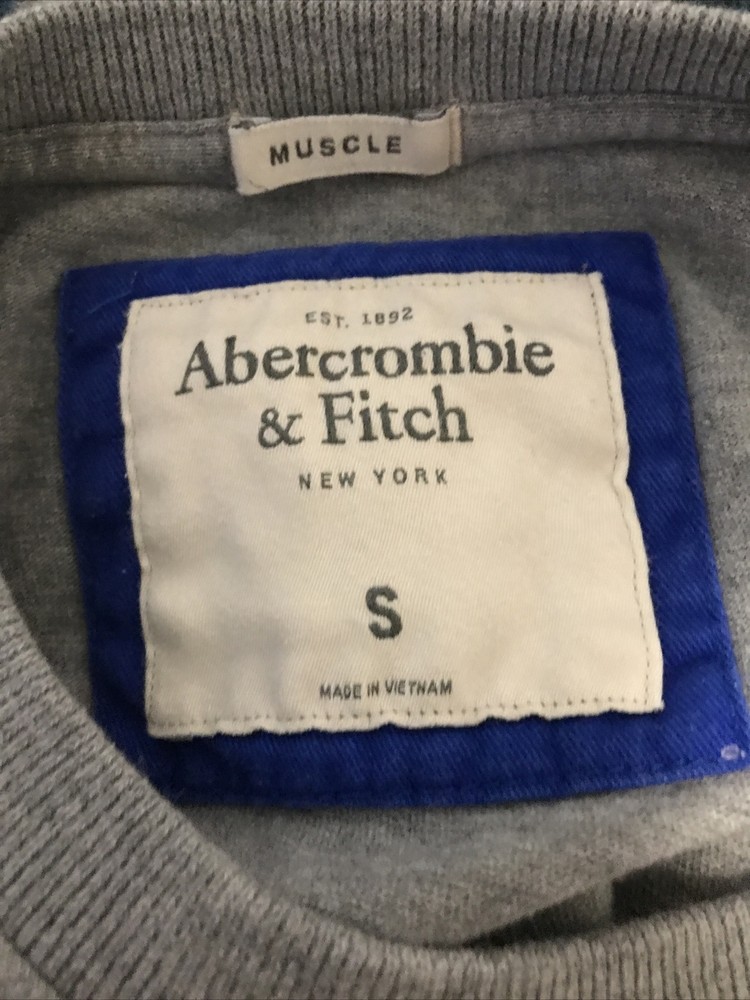 MUSCLE
EST. 1892
Abercrombie
& Fitch
NEW YORK
S
MADE IN VIETNAM